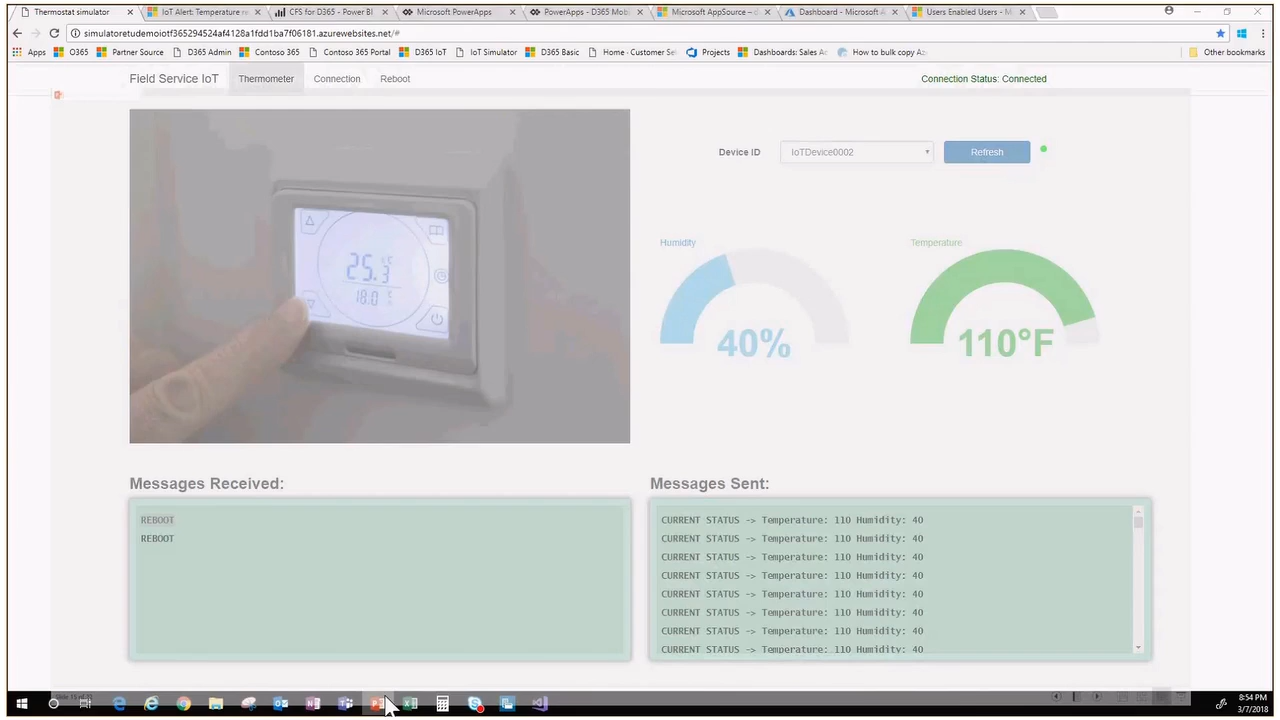 Thermostat simulator
IoT Alert: Temperature re
CFS for D365 - Power BI
Microsoft PowerApps
PowerApps - D365 Mobi
Microsoft AppSource – d
Dashboard - Microsoft A
Users Enabled Users - M
simulatoretudemoiotf365294524af4128a1fdd1ba7f06181.azurewebsites.net/#
Apps O365 Partner Source D365 Admin Contoso 365 Contoso 365 Portal D365 IoT IoT Simulator D365 Basic Home - Customer Sel Projects Dashboards: Sales Ac How to bulk copy Az Other bookmarks
Field Service IoT Thermometer Connection Reboot Connection Status: Connected
Device ID IoTDevice0002 Refresh
Humidity Temperature
25.3
18.0
40% 110°F
Messages Received: Messages Sent:
REBOOT
REBOOT
CURRENT STATUS -> Temperature: 110 Humidity: 40
CURRENT STATUS -> Temperature: 110 Humidity: 40
CURRENT STATUS -> Temperature: 110 Humidity: 40
CURRENT STATUS -> Temperature: 110 Humidity: 40
CURRENT STATUS -> Temperature: 110 Humidity: 40
CURRENT STATUS -> Temperature: 110 Humidity: 40
CURRENT STATUS -> Temperature: 110 Humidity: 40
CURRENT STATUS -> Temperature: 110 Humidity: 40
8:54 PM
3/7/2018